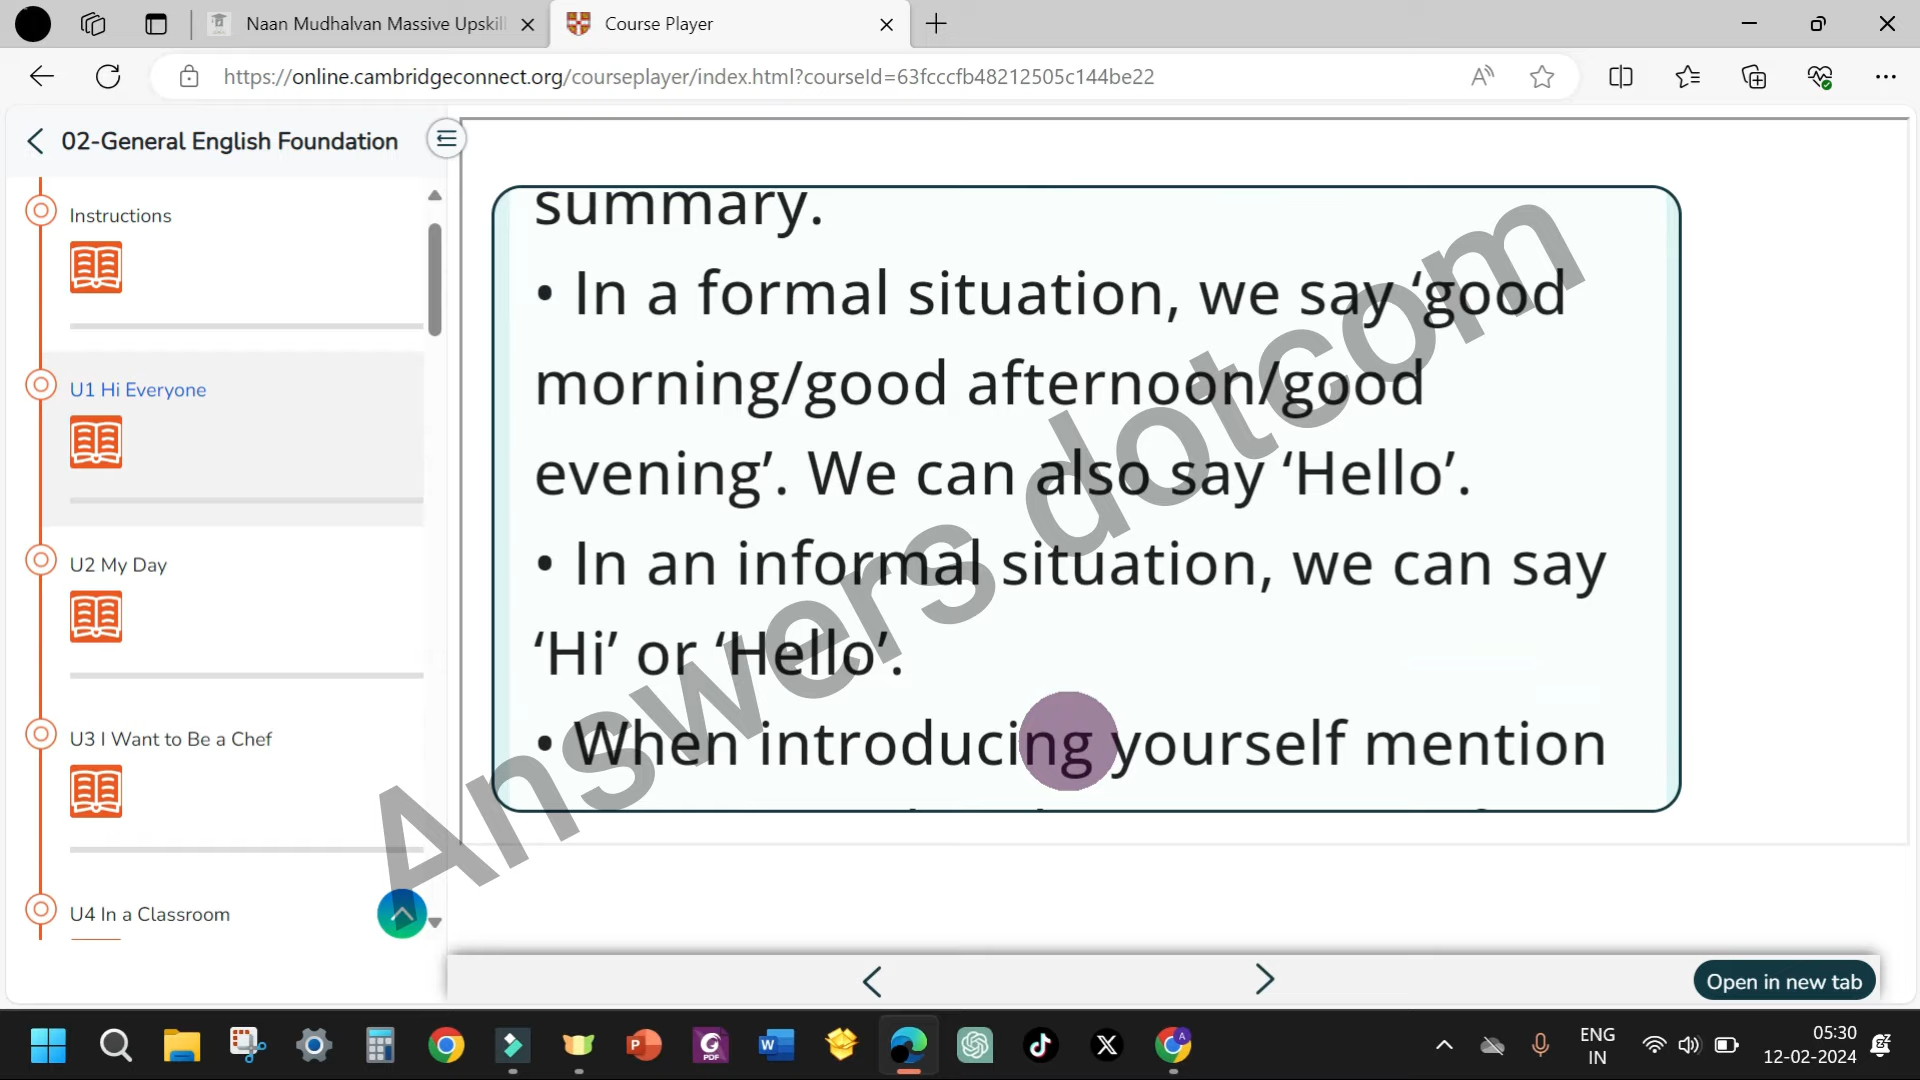 Naan Mudhalvan Massive Upskil
Course Player
https://online.cambridgeconnect.org/courseplayer/index.html?courseId=63fcccfb48212505c144be22
02-General English Foundation
Instructions
U1 Hi Everyone
U2 My Day
U3 I Want to Be a Chef
U4 In a Classroom
summary.
• In a formal situation, we say ‘good
morning/good afternoon/good
evening’. We can also say ‘Hello’.
• In an informal situation, we can say
‘Hi’ or ‘Hello’.
• When introducing yourself mention
Answers dotcom
Open in new tab
ENG
IN
05:30
12-02-2024